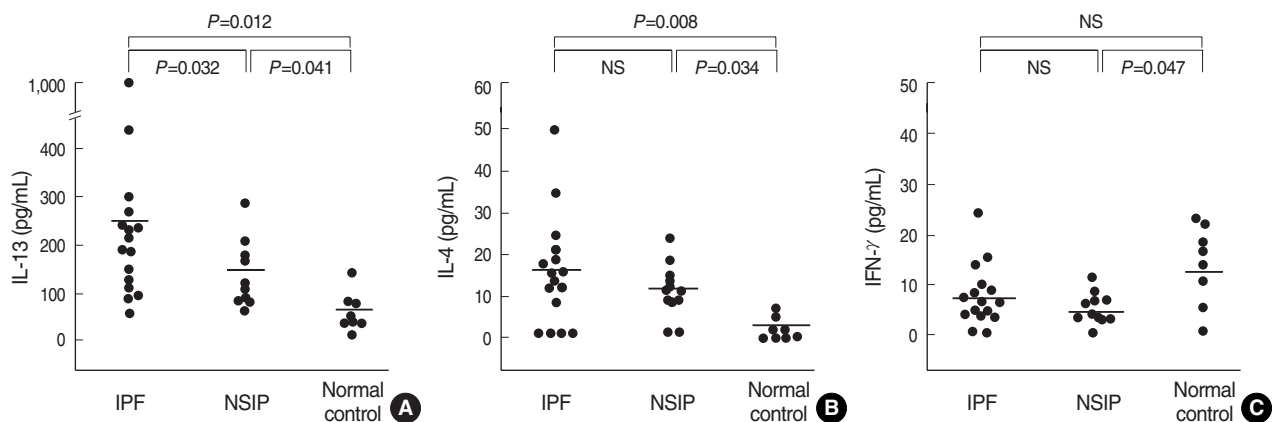 P=0.012
P=0.032
P=0.041
1,000
400
300
200
100
0
IL-13 (pg/mL)
IPF
NSIP
Normal
control
A
P=0.008
NS
P=0.034
60
50
40
30
20
10
0
IL-4 (pg/mL)
IPF
NSIP
Normal
control
B
NS
NS
P=0.047
50
40
30
20
10
0
IFN-γ (pg/mL)
IPF
NSIP
Normal
control
C